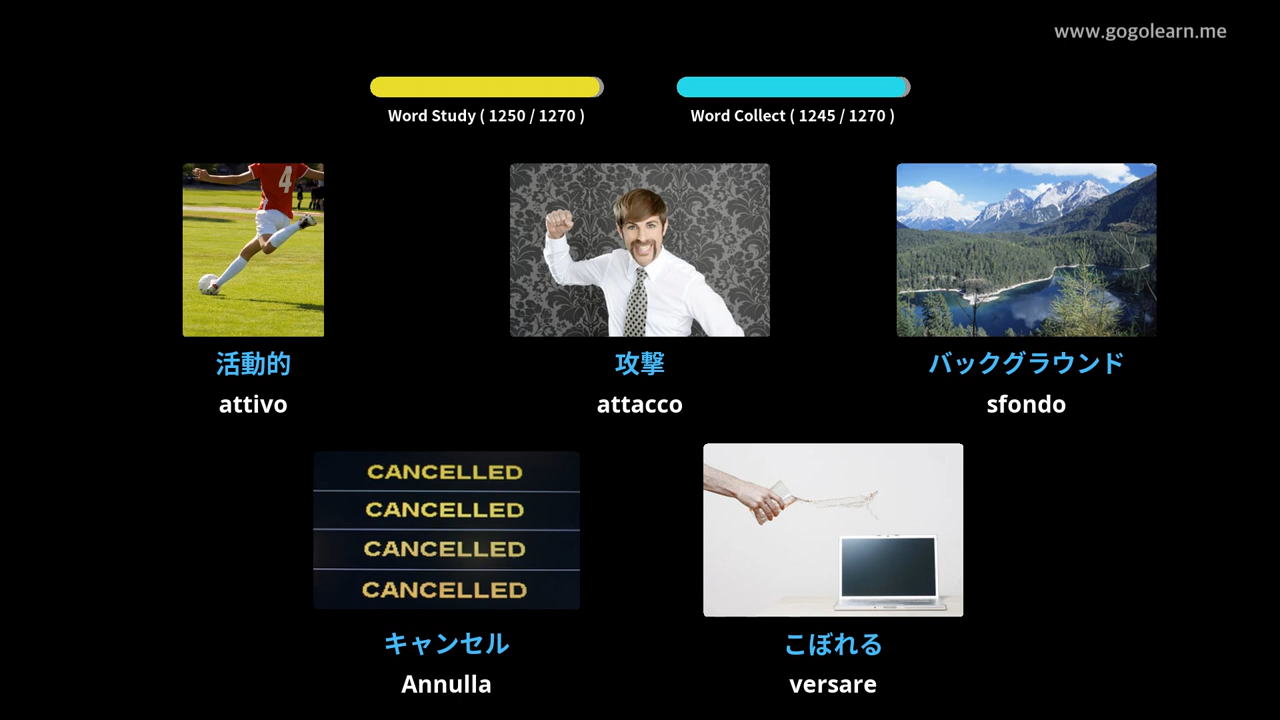 www.gogolearn.me
Word Study ( 1250 / 1270 )
Word Collect ( 1245 / 1270 )
4
活動的
attivo
攻撃
attacco
バックグラウンド
sfondo
CANCELLED
CANCELLED
CANCELLED
CANCELLED
キャンセル
Annulla
こぼれる
versare